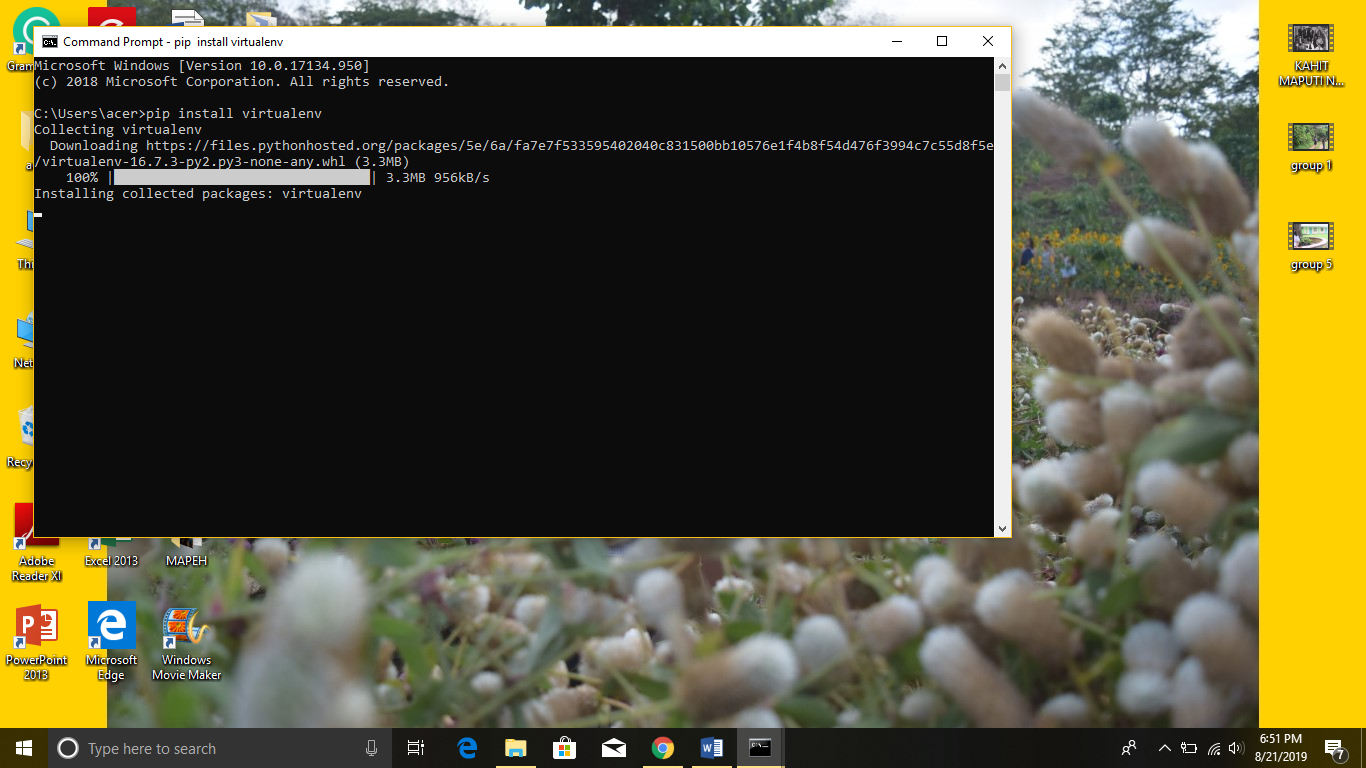 Command Prompt - pip  install virtualenv
Microsoft Windows [Version 10.0.17134.950]
(c) 2018 Microsoft Corporation. All rights reserved.
C:\Users\acer>pip install virtualenv
Collecting virtualenv
  Downloading https://files.pythonhosted.org/packages/5e/6a/fa7e7f533595402040c831500bb10576e1f4b8f54d476f3994c7c55d8f5e
/virtualenv-16.7.3-py2.py3-none-any.whl (3.3MB)
    100% | | 3.3MB 956kB/s
Installing collected packages: virtualenv
KAHIT
MAPUTI N...
group 1
group 5
Adobe
Reader XI
Excel 2013
MAPEH
PowerPoint
2013
Microsoft
Edge
Windows
Movie Maker
Type here to search
6:51 PM
8/21/2019
7